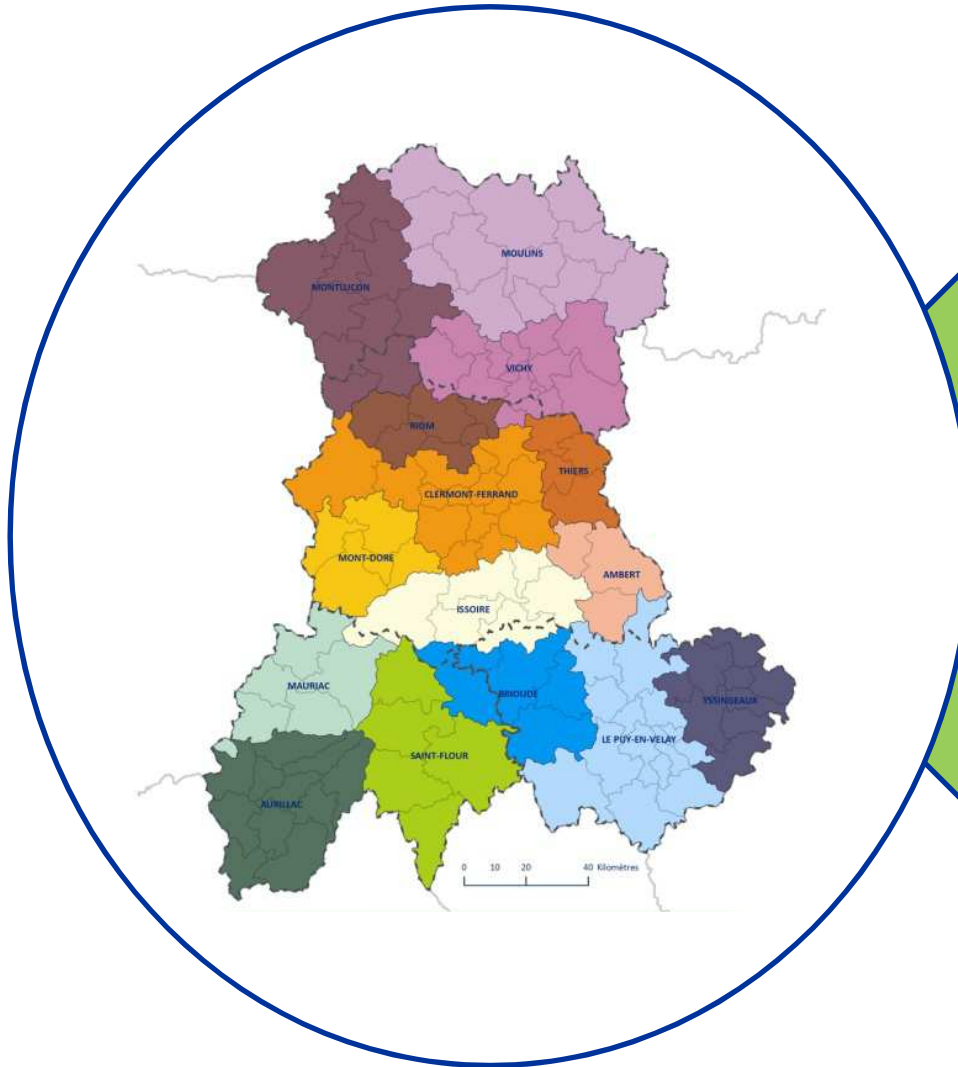 MOULINS
MONTLUCON
VICHY
RIOM
THIERS
CLERMONT-FERRAND
MONT-DORE
AMBERT
ISSOIRE
MAURIAC
BRIOUDE
YSSINGEAUX
LE PUY-EN-VELAY
SAINT-FLOUR
AURILLAC
0 10 20 40 Kilomètres